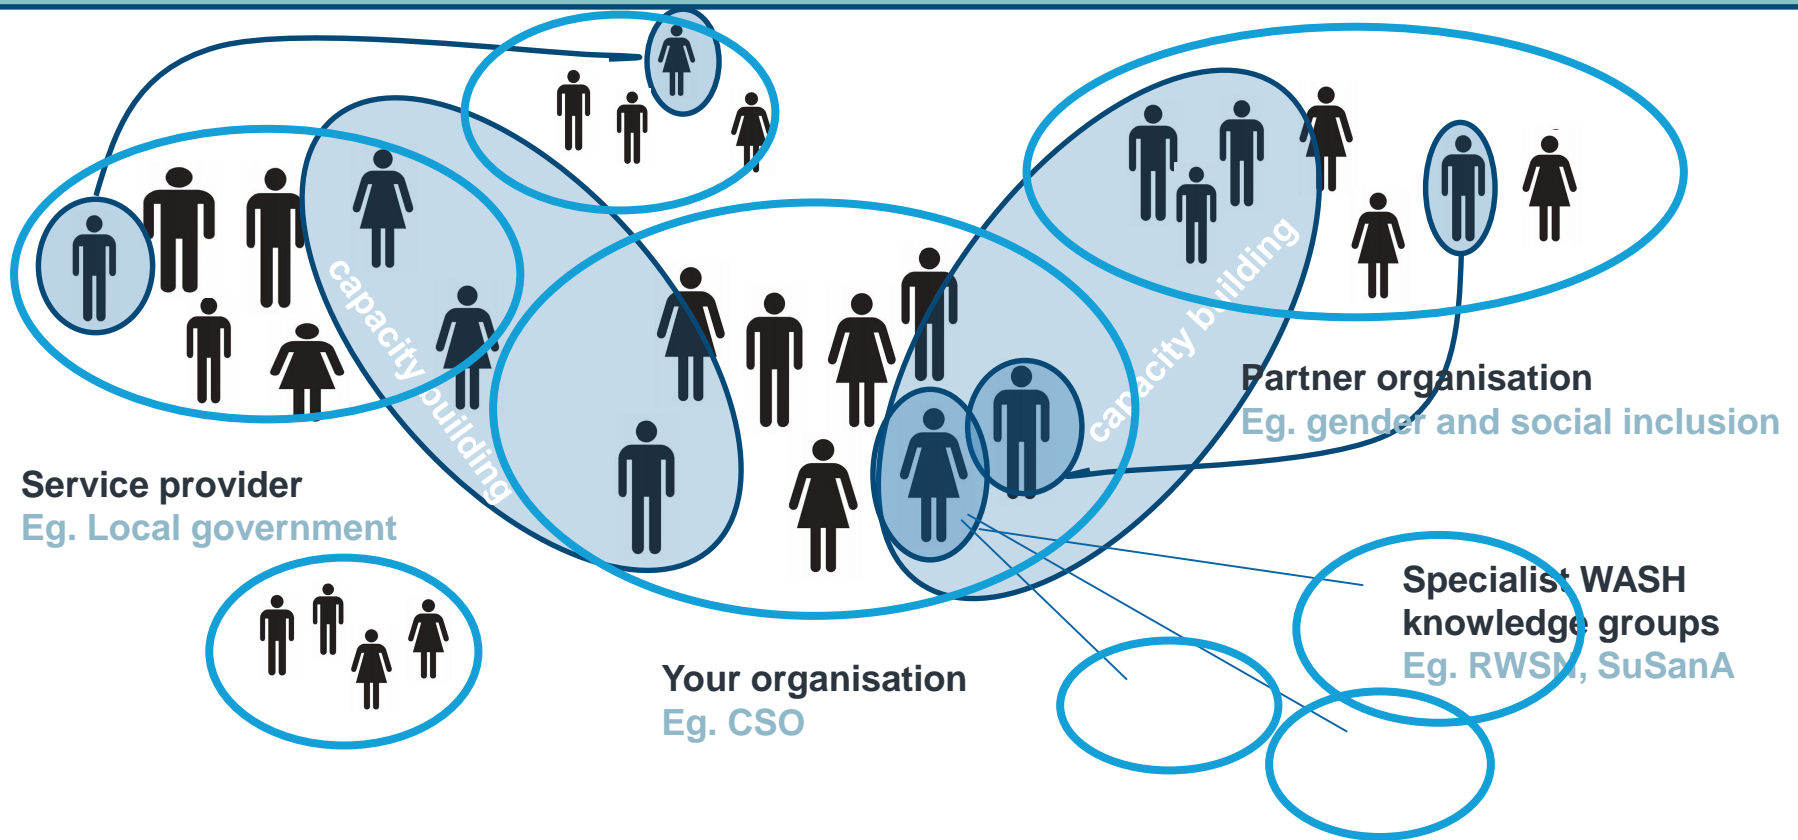 capacity building
capacity building
Partner organisation
Eg. gender and social inclusion
Service provider
Eg. Local government
Specialist WASH
knowledge groups
Eg. RWSN, SuSanA
Your organisation
Eg. CSO